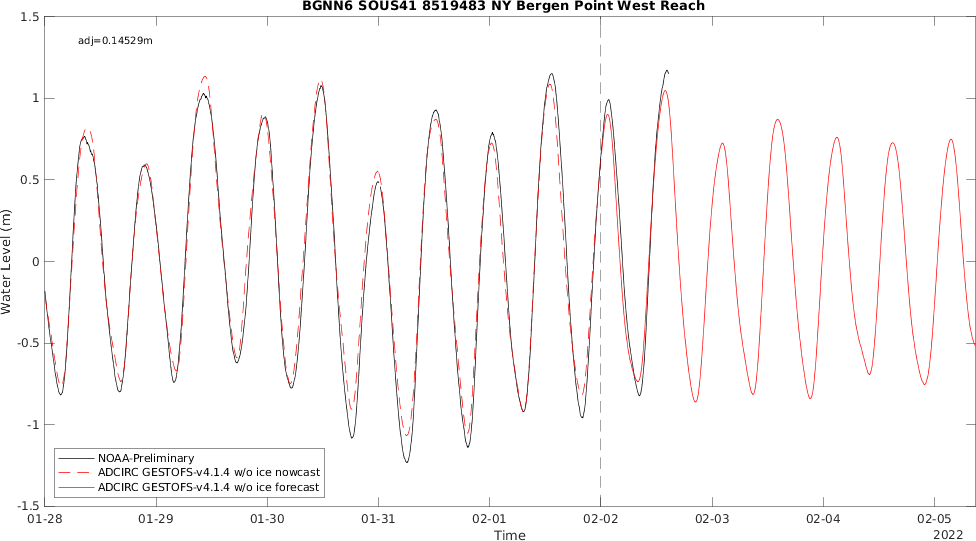 BGNN6 SOUS41 8519483 NY Bergen Point West Reach
adj=0.14529m
1.5
1
0.5
0
-0.5
-1
-1.5
Water Level (m)
NOAA-Preliminary
ADCIRC GESTOFS-v4.1.4 w/o ice nowcast
ADCIRC GESTOFS-v4.1.4 w/o ice forecast
01-28 01-29 01-30 01-31 02-01 02-02 02-03 02-04 02-05
Time
2022